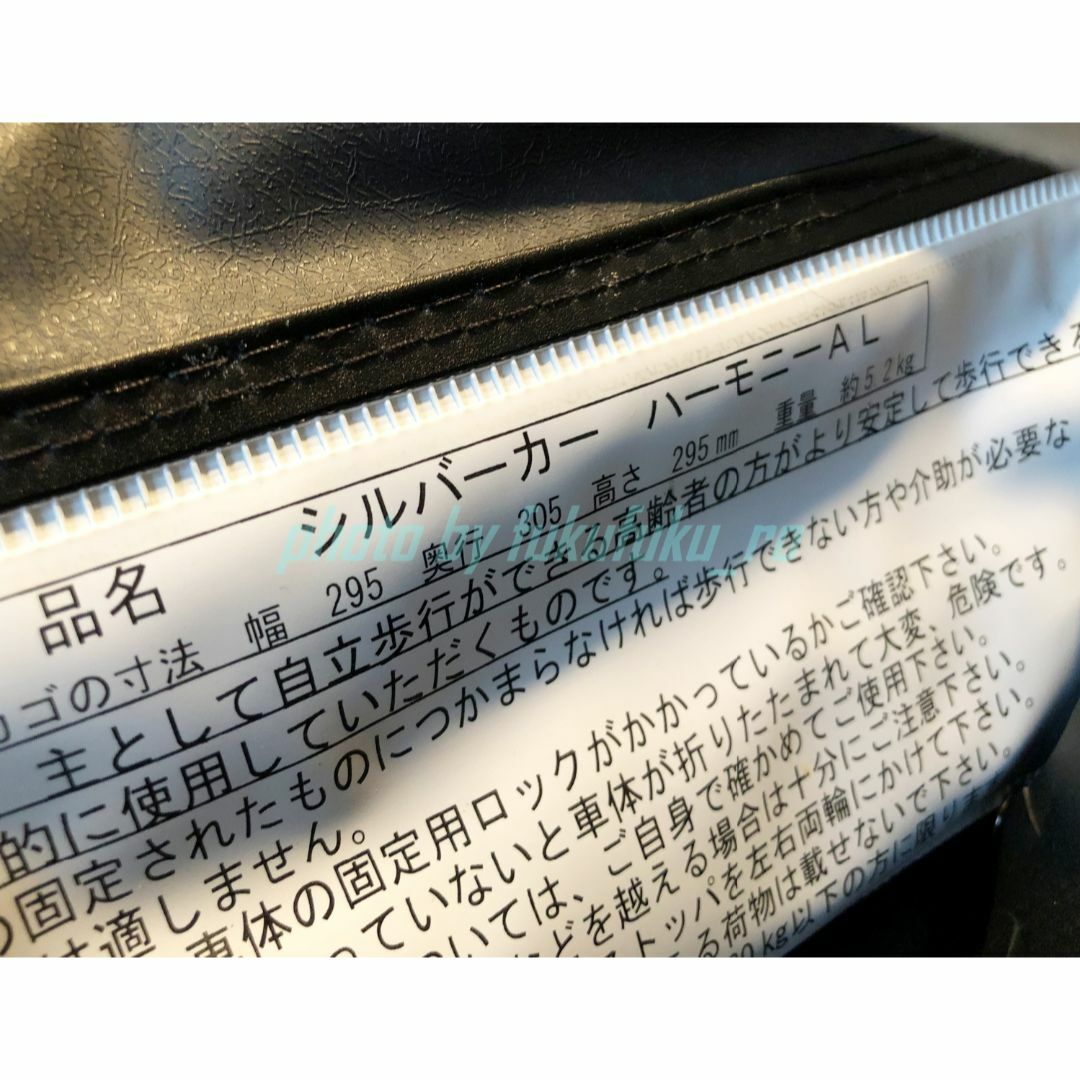 品名 シルバーカー ハーモニーAL
カゴの寸法 幅 295 奥行 305 高さ 295㎜ 重量 約5.2kg
主として自立歩行ができ、高齢者の方がより安定して歩行できる
的に使用していただくものです。
の固定されたものにつかまらなければ歩行できない方や介助が必要な
は適しません。
車体の固定用ロックがかかっているかご確認下さい。
っていないと車体が折りたたまれて大変、危険です。
ついては、ご自身で確かめてご使用下さい。
などを越える場合は十分にご注意下さい。
ストッパを左右両輪にかけて下さい。
る荷物は載せないで下さい。
kg以下の方に限り
photo by fukufuku_no